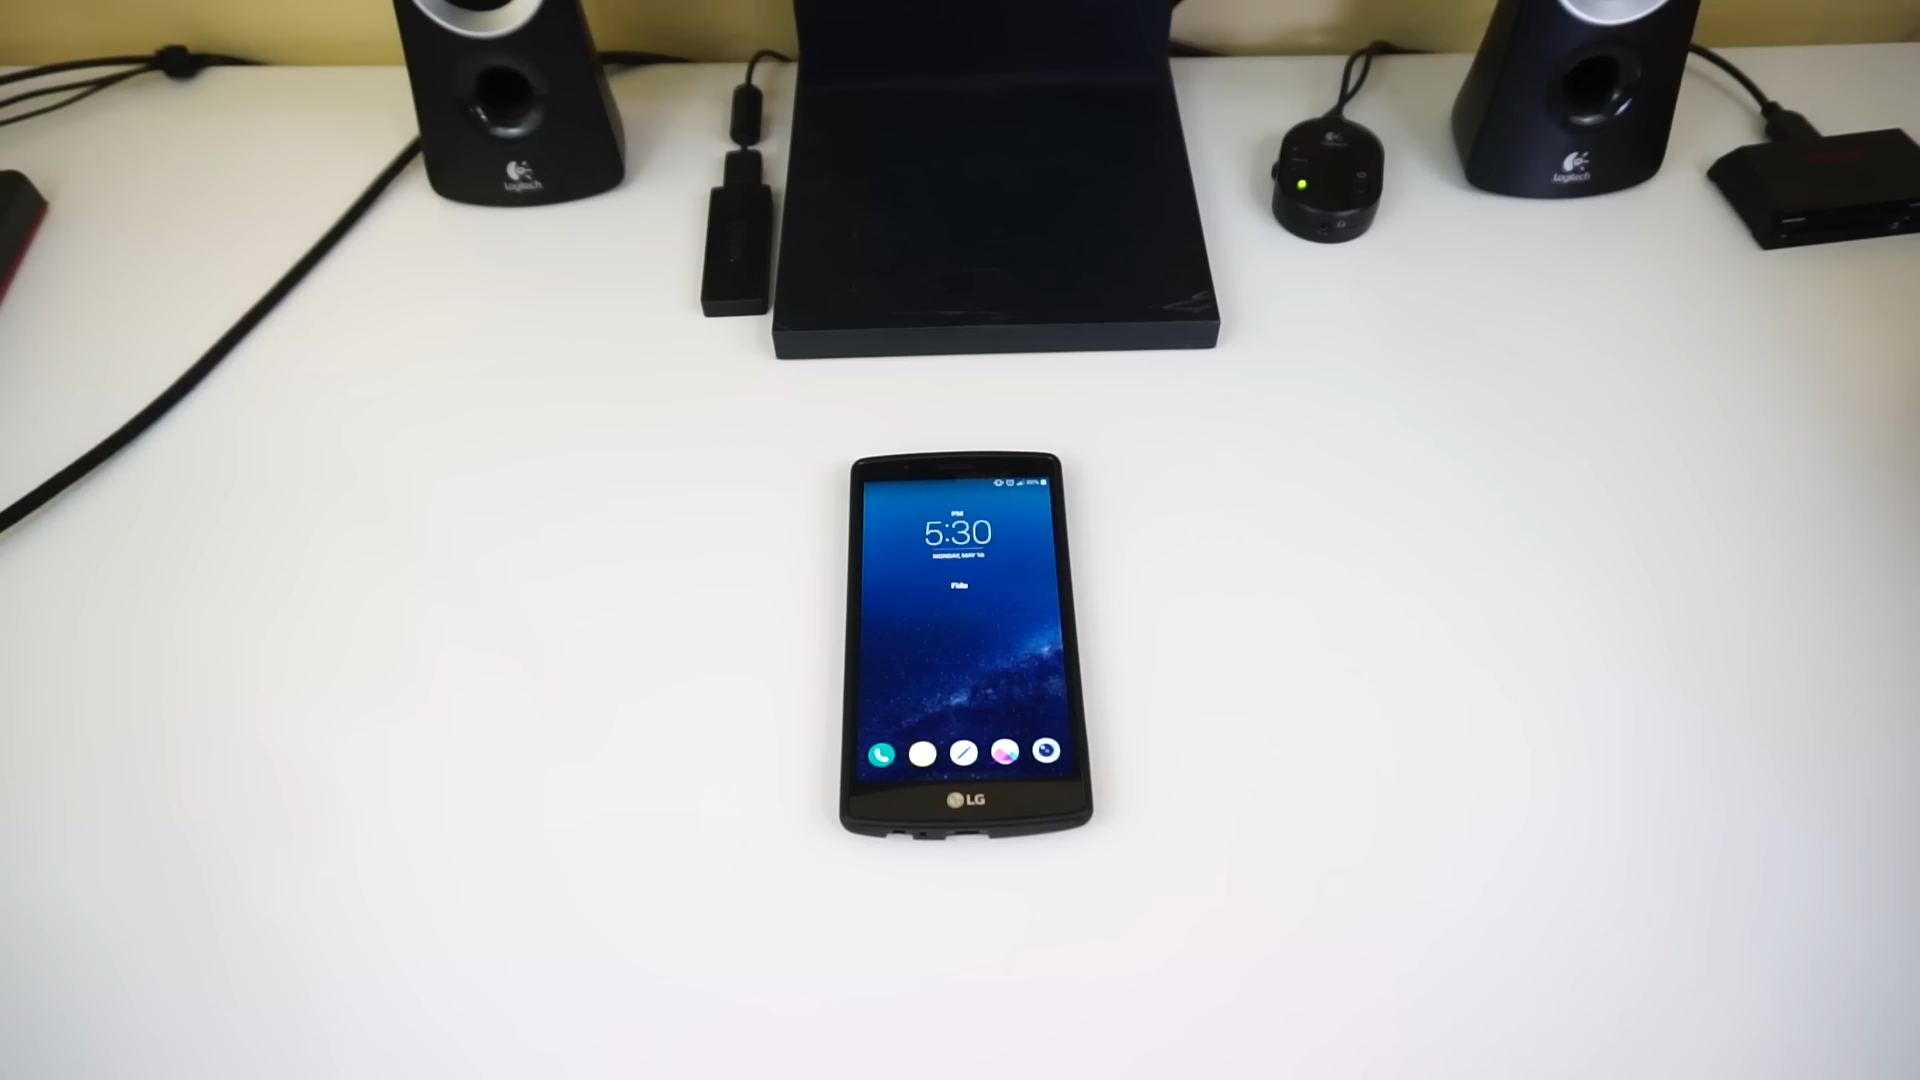 Logitech
Logitech
PM
5:30
MONDAY, MAY 16
Fido
LG